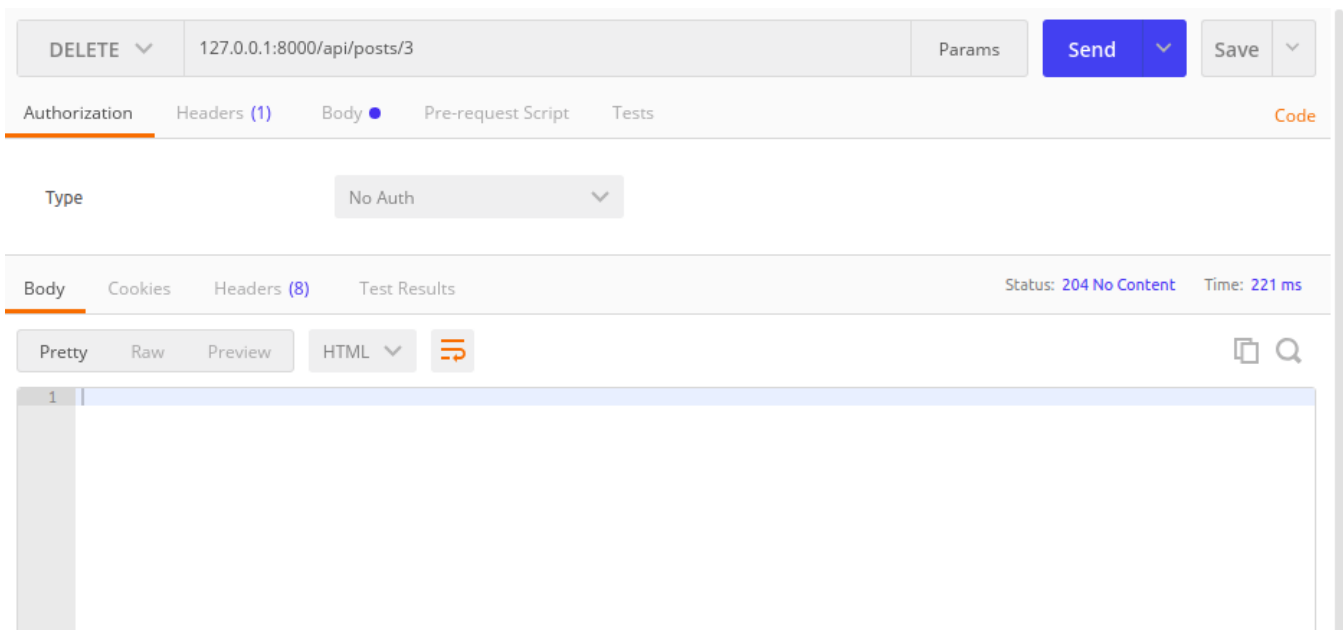 DELETE 127.0.0.1:8000/api/posts/3 Params Send Save
Authorization Headers (1) Body Pre-request Script Tests Code
Type No Auth
Body Cookies Headers (8) Test Results Status: 204 No Content Time: 221 ms
Pretty Raw Preview HTML
1